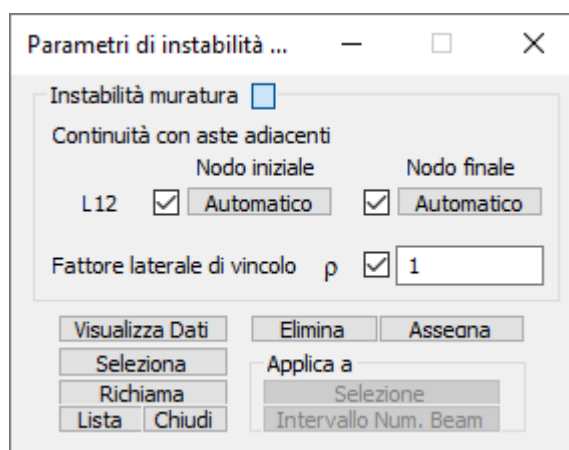 Parametri di instabilità ...
Instabilità muratura
Continuità con aste adiacenti
Nodo iniziale Nodo finale
L12 Automatico Automatico
Fattore laterale di vincolo ρ 1
Visualizza Dati Elimina Assegna
Seleziona Applica a
Richiama Selezione
Lista Chiudi Intervallo Num. Beam